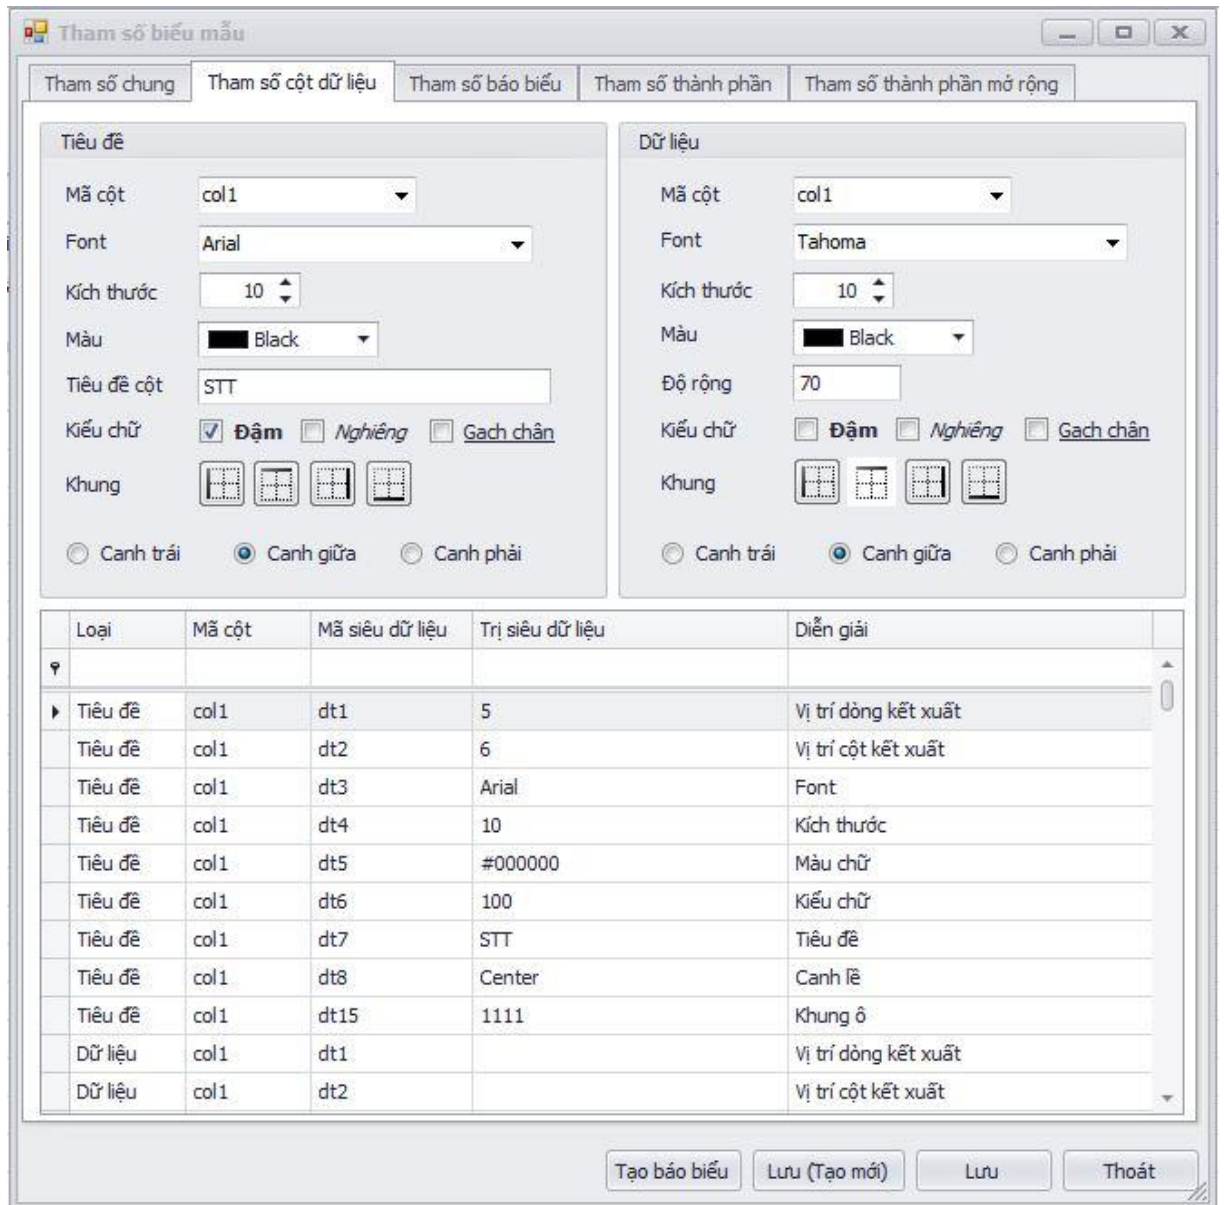 Tham số biểu mẫu
Tham số chung Tham số cột dữ liệu Tham số báo biểu Tham số thành phần Tham số thành phần mở rộng
Tiêu đề
Mã cột col1
Font Arial
Kích thước 10
Màu Black
Tiêu đề cột STT
Kiểu chữ Đậm Nghiêng Gạch chân
Khung
Canh trái Canh giữa Canh phải
Dữ liệu
Mã cột col1
Font Tahoma
Kích thước 10
Màu Black
Độ rộng 70
Kiểu chữ Đậm Nghiêng Gạch chân
Khung
Canh trái Canh giữa Canh phải
Loại Mã cột Mã siêu dữ liệu Trị siêu dữ liệu Diễn giải
Tiêu đề col1 dt1 5 Vị trí dòng kết xuất
Tiêu đề col1 dt2 6 Vị trí cột kết xuất
Tiêu đề col1 dt3 Arial Font
Tiêu đề col1 dt4 10 Kích thước
Tiêu đề col1 dt5 #000000 Màu chữ
Tiêu đề col1 dt6 100 Kiểu chữ
Tiêu đề col1 dt7 STT Tiêu đề
Tiêu đề col1 dt8 Center Canh lề
Tiêu đề col1 dt15 1111 Khung ô
Dữ liệu col1 dt1 Vị trí dòng kết xuất
Dữ liệu col1 dt2 Vị trí cột kết xuất
Tạo báo biểu Lưu (Tạo mới) Lưu Thoát